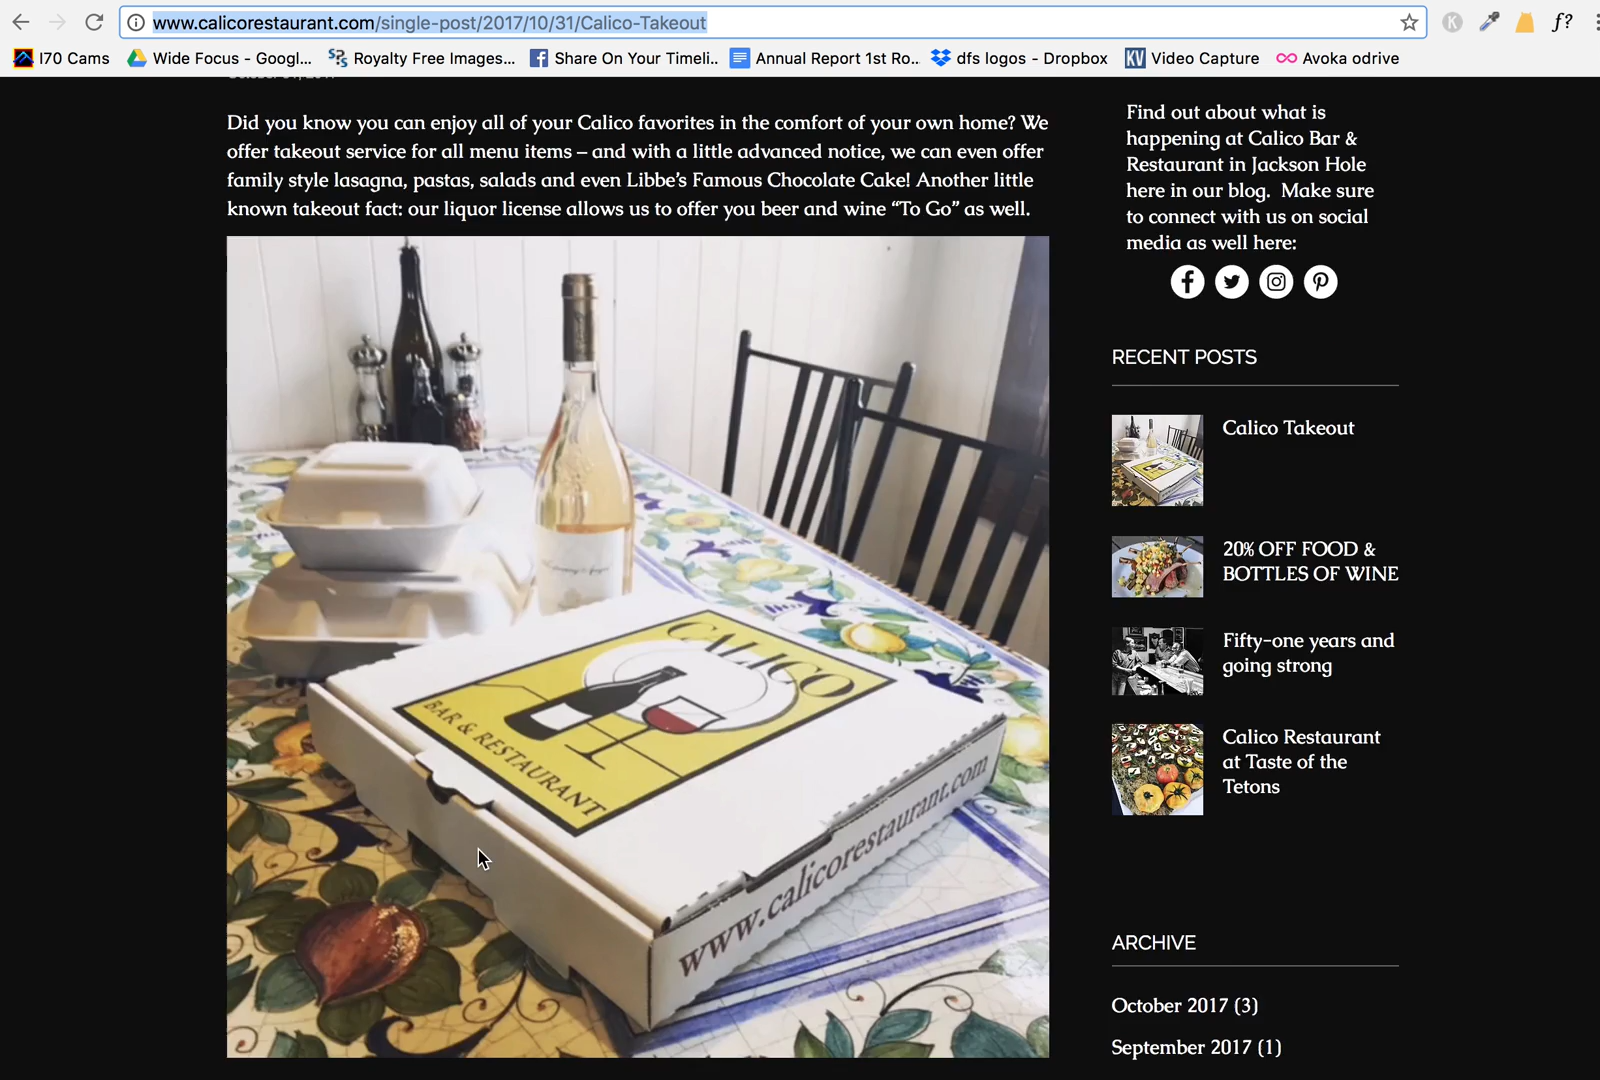 www.calicorestaurant.com/single-post/2017/10/31/Calico-Takeout
K
f?
I70 Cams
Wide Focus - Googl...
Royalty Free Images...
Share On Your Timeli..
Annual Report 1st Ro...
dfs logos - Dropbox
KV Video Capture
Avoka odrive
Did you know you can enjoy all of your Calico favorites in the comfort of your own home? We
offer takeout service for all menu items – and with a little advanced notice, we can even offer
family style lasagna, pastas, salads and even Libbe’s Famous Chocolate Cake! Another little
known takeout fact: our liquor license allows us to offer you beer and wine “To Go” as well.
CALICO
BAR & RESTAURANT
www.calicorestaurant.com
Find out about what is
happening at Calico Bar &
Restaurant in Jackson Hole
here in our blog.  Make sure
to connect with us on social
media as well here:
RECENT POSTS
Calico Takeout
20% OFF FOOD &
BOTTLES OF WINE
Fifty-one years and
going strong
Calico Restaurant
at Taste of the
Tetons
ARCHIVE
October 2017 (3)
September 2017 (1)